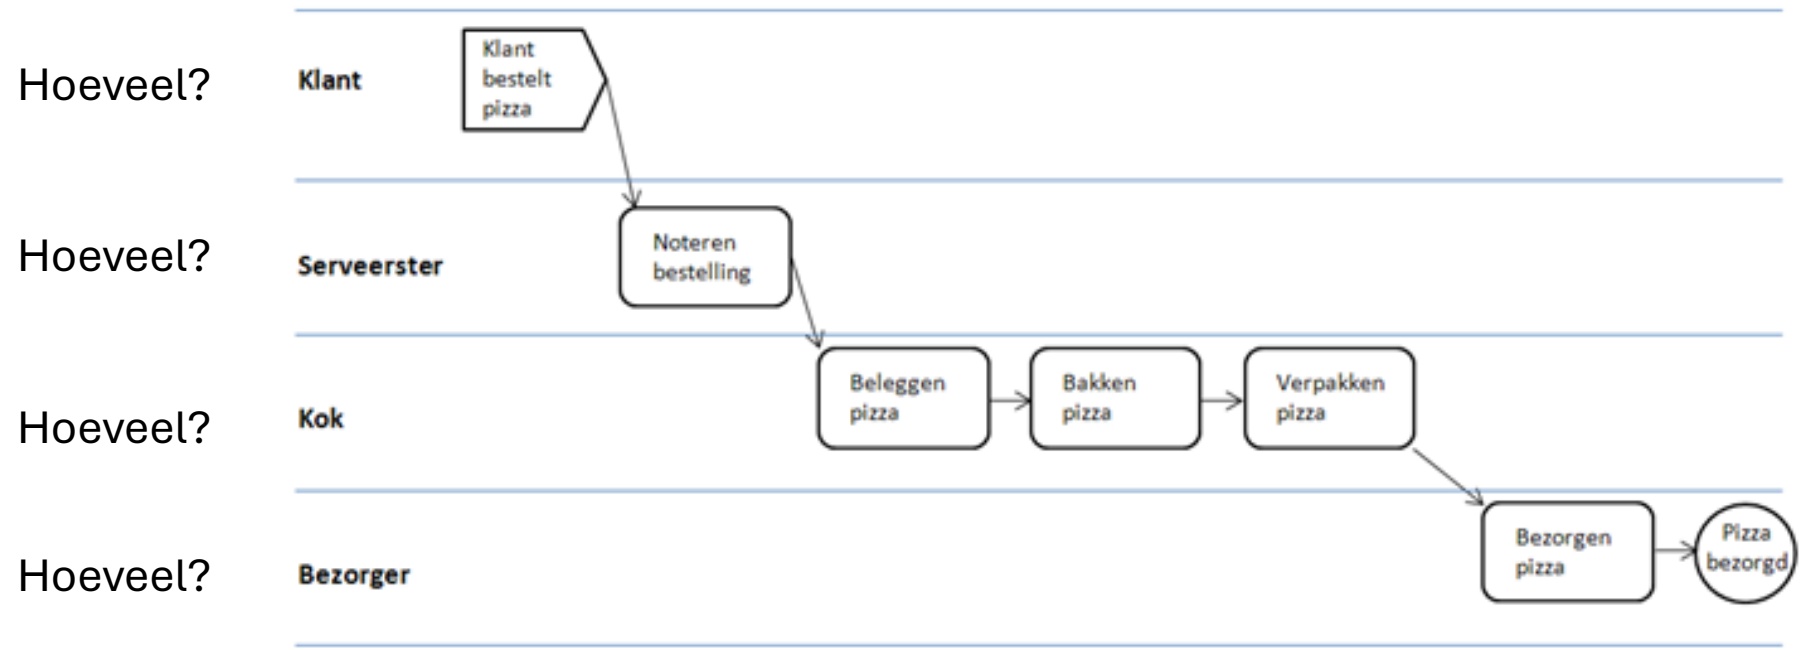 Hoeveel?
Klant
Klant
bestelt
pizza
Hoeveel?
Serveerster
Noteren
bestelling
Hoeveel?
Kok
Beleggen
pizza
Bakken
pizza
Verpakken
pizza
Hoeveel?
Bezorger
Bezorgen
pizza
Pizza
bezorgd